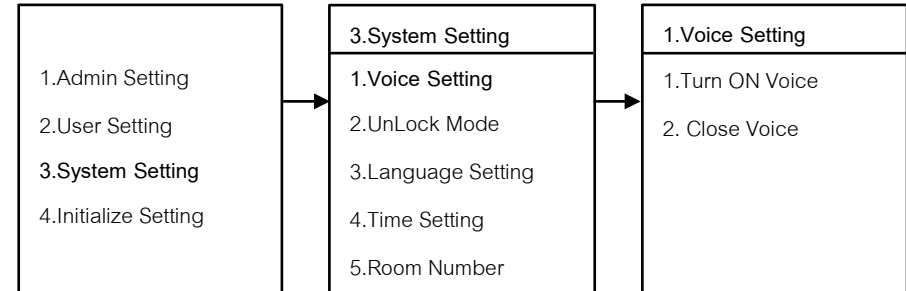 1.Admin Setting
2.User Setting
3.System Setting
4.Initialize Setting
3.System Setting
1.Voice Setting
2.UnLock Mode
3.Language Setting
4.Time Setting
5.Room Number
1.Voice Setting
1.Turn ON Voice
2. Close Voice